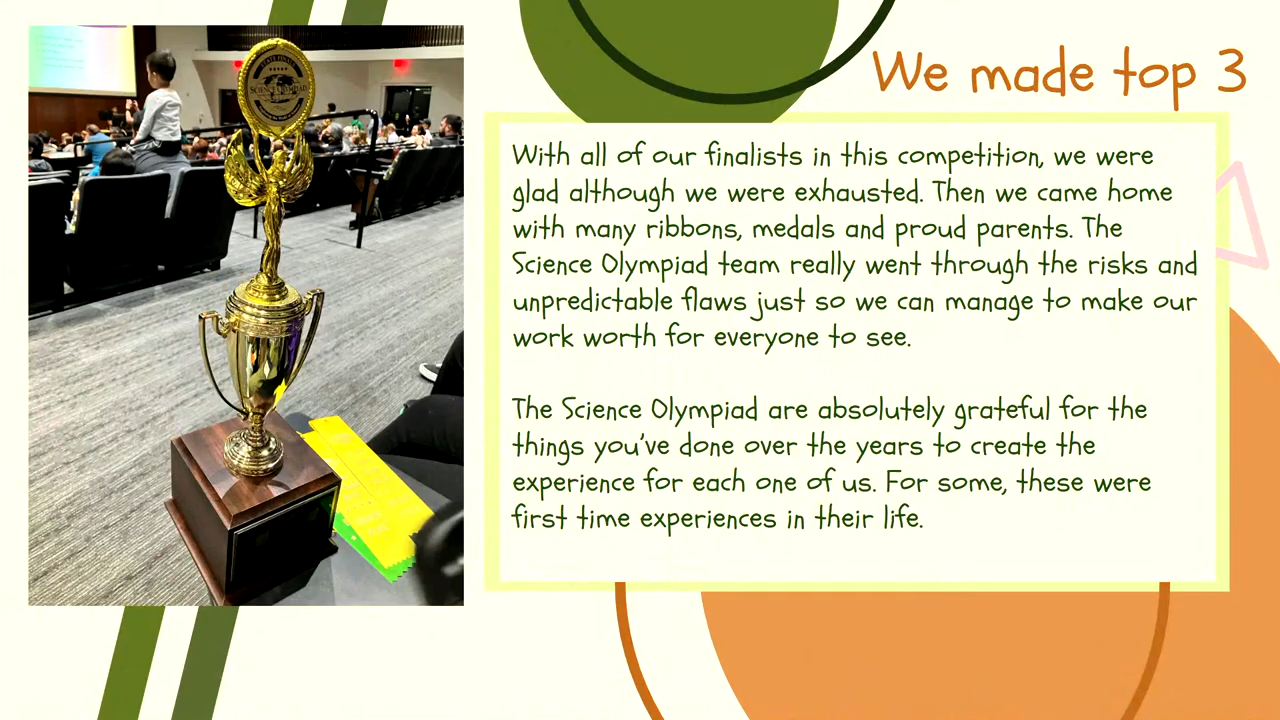 We made top 3
With all of our finalists in this competition, we were
glad although we were exhausted. Then we came home
with many ribbons, medals and proud parents. The
Science Olympiad team really went through the risks and
unpredictable flaws just so we can manage to make our
work worth for everyone to see.
The Science Olympiad are absolutely grateful for the
things you've done over the years to create the
experience for each one of us. For some, these were
first time experiences in their life.
STATE FINALS
SCIENCE OLYMPIAD